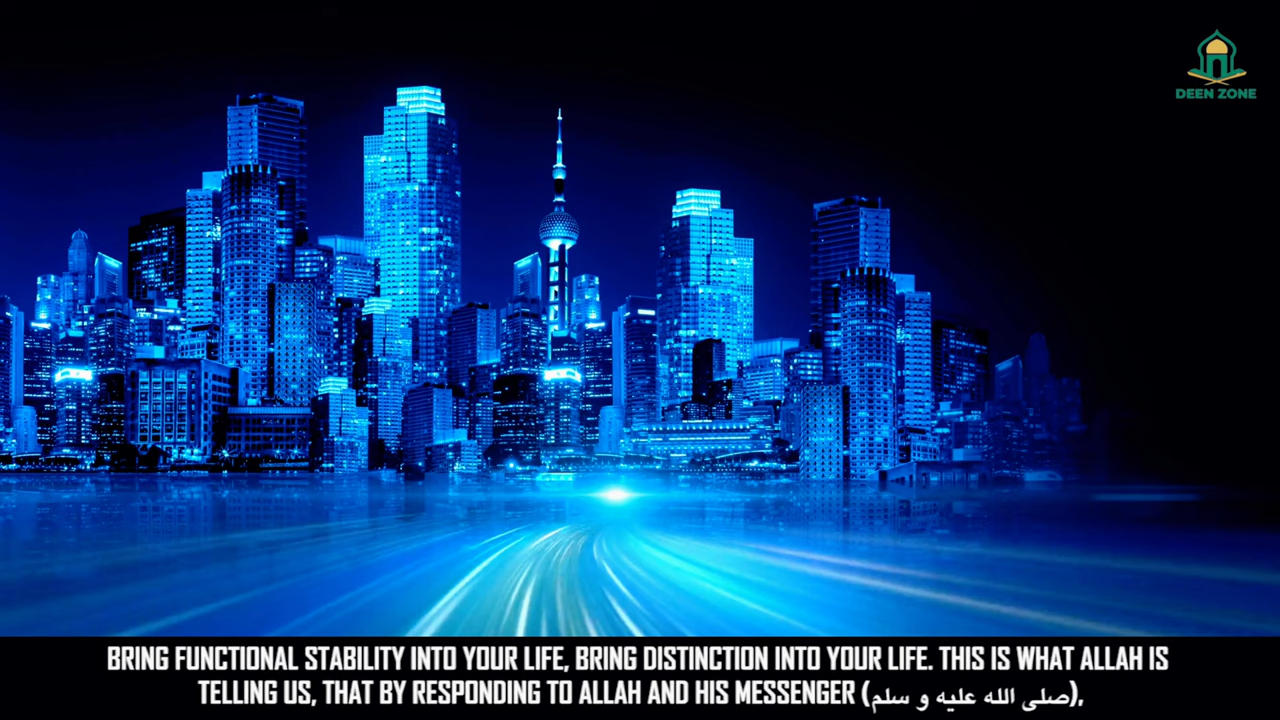 DEEN ZONE
BRING FUNCTIONAL STABILITY INTO YOUR LIFE, BRING DISTINCTION INTO YOUR LIFE. THIS IS WHAT ALLAH IS
TELLING US, THAT BY RESPONDING TO ALLAH AND HIS MESSENGER (صلى الله عليه و سلم),